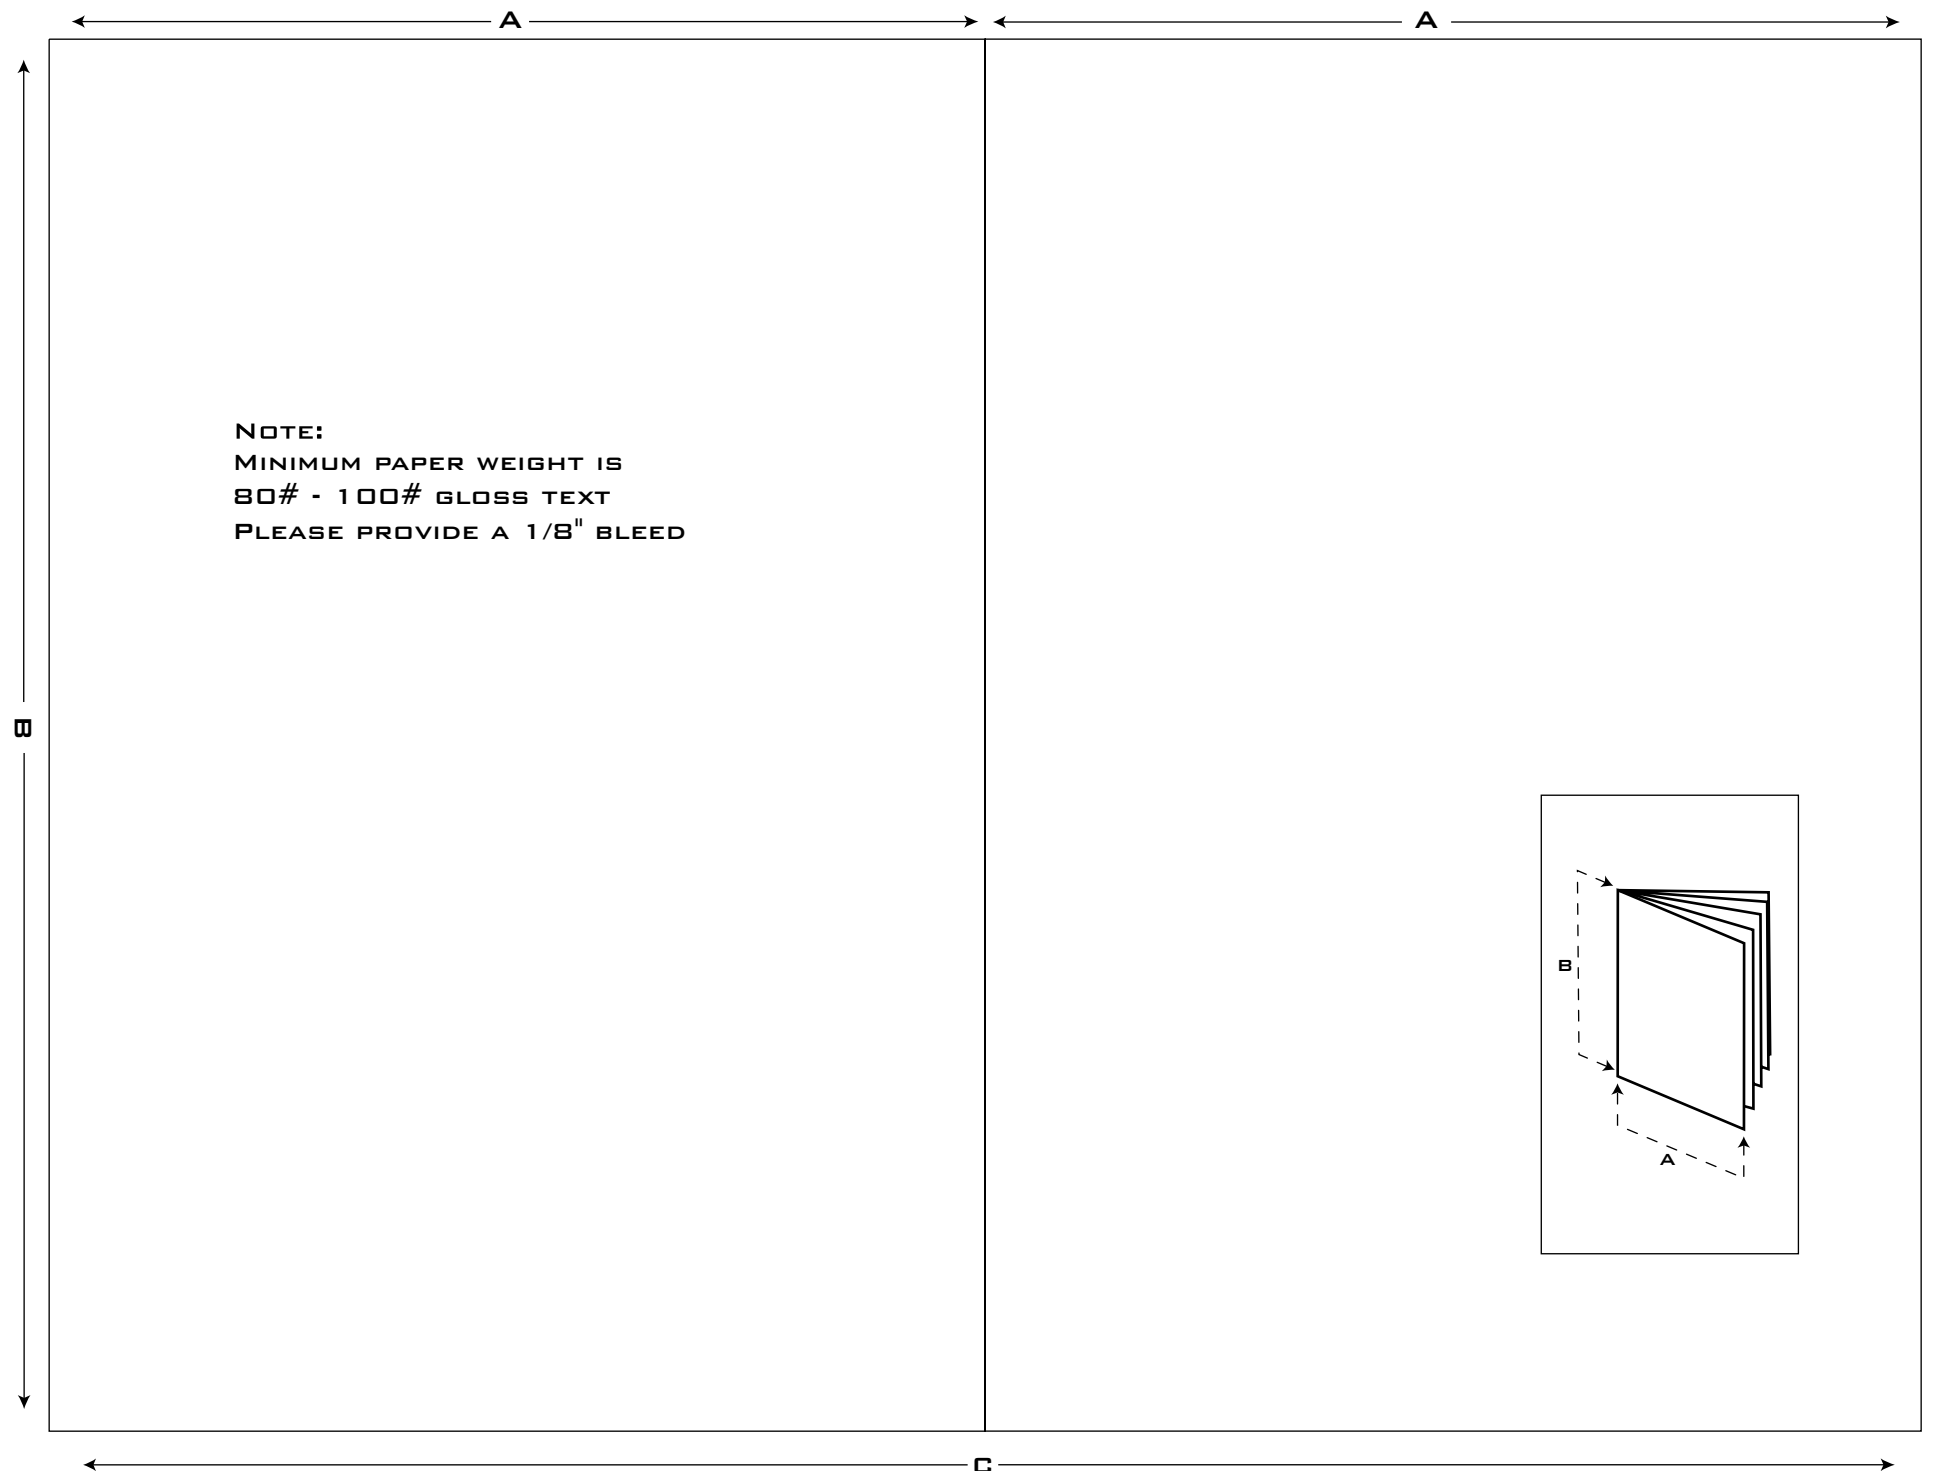 A A
B
Note:
Minimum paper weight is
80# - 100# gloss text
Please provide a 1/8" bleed
B
A
C